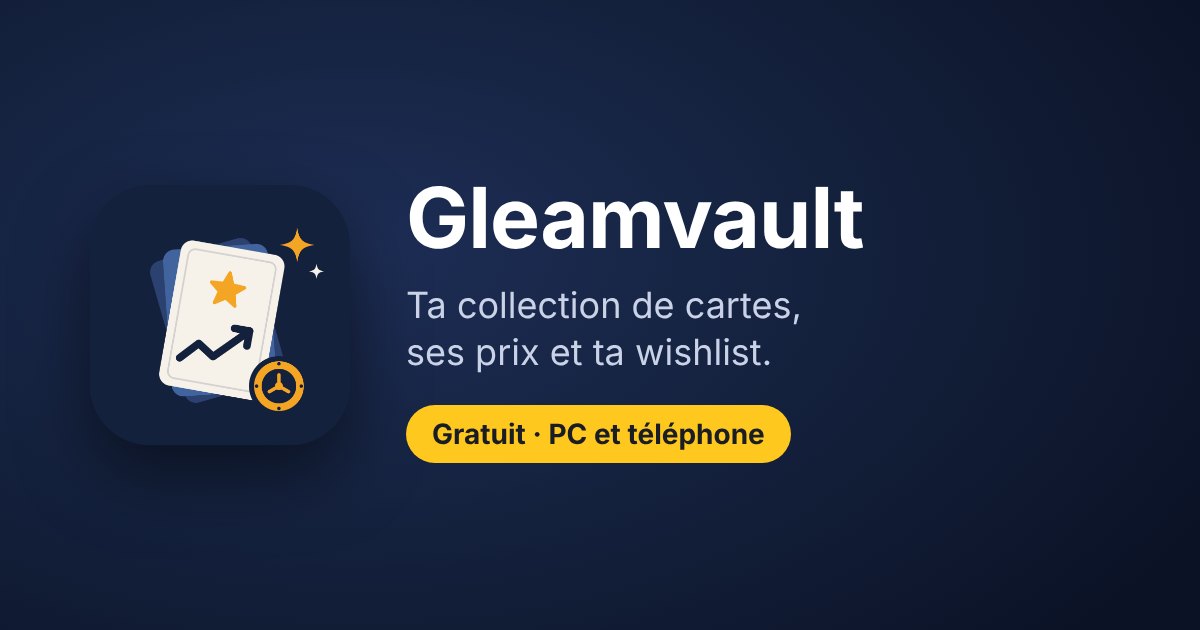 Gleamvault
Ta collection de cartes,
ses prix et ta wishlist.
Gratuit · PC et téléphone